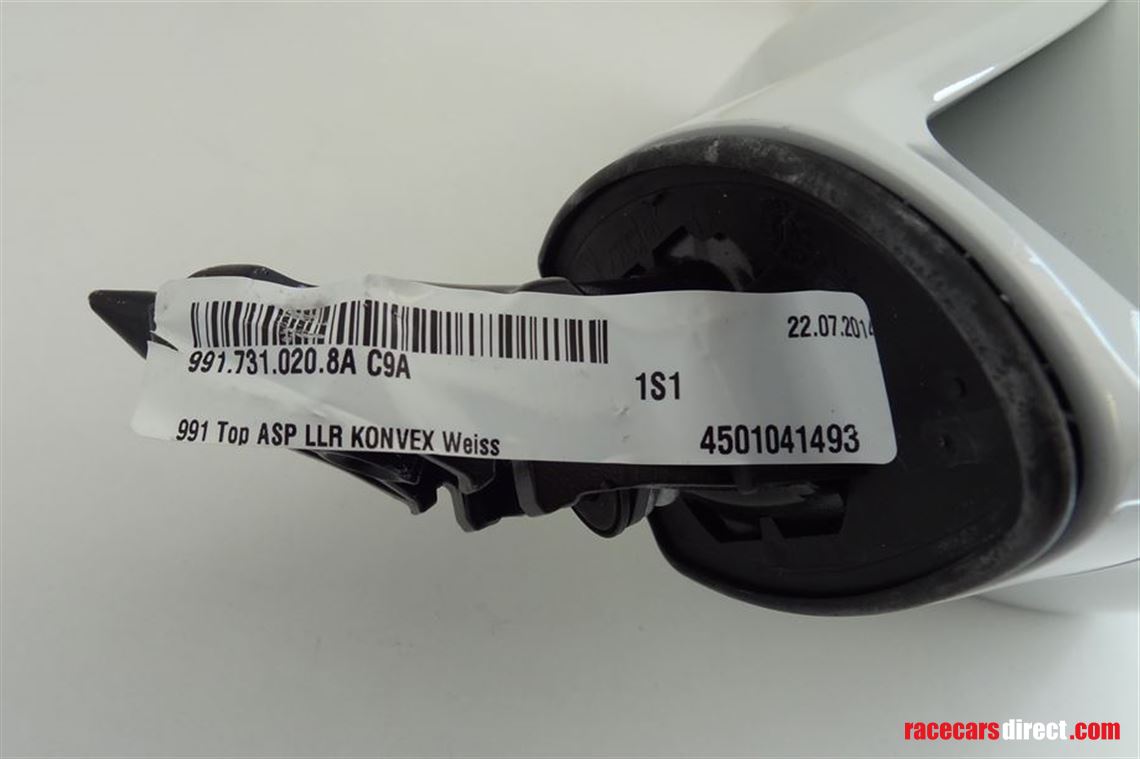 22.07.2014
991.731.020.8A C9A
1S1
991 Top ASP LLR KONVEX Weiss
4501041493
racecarsdirect.com